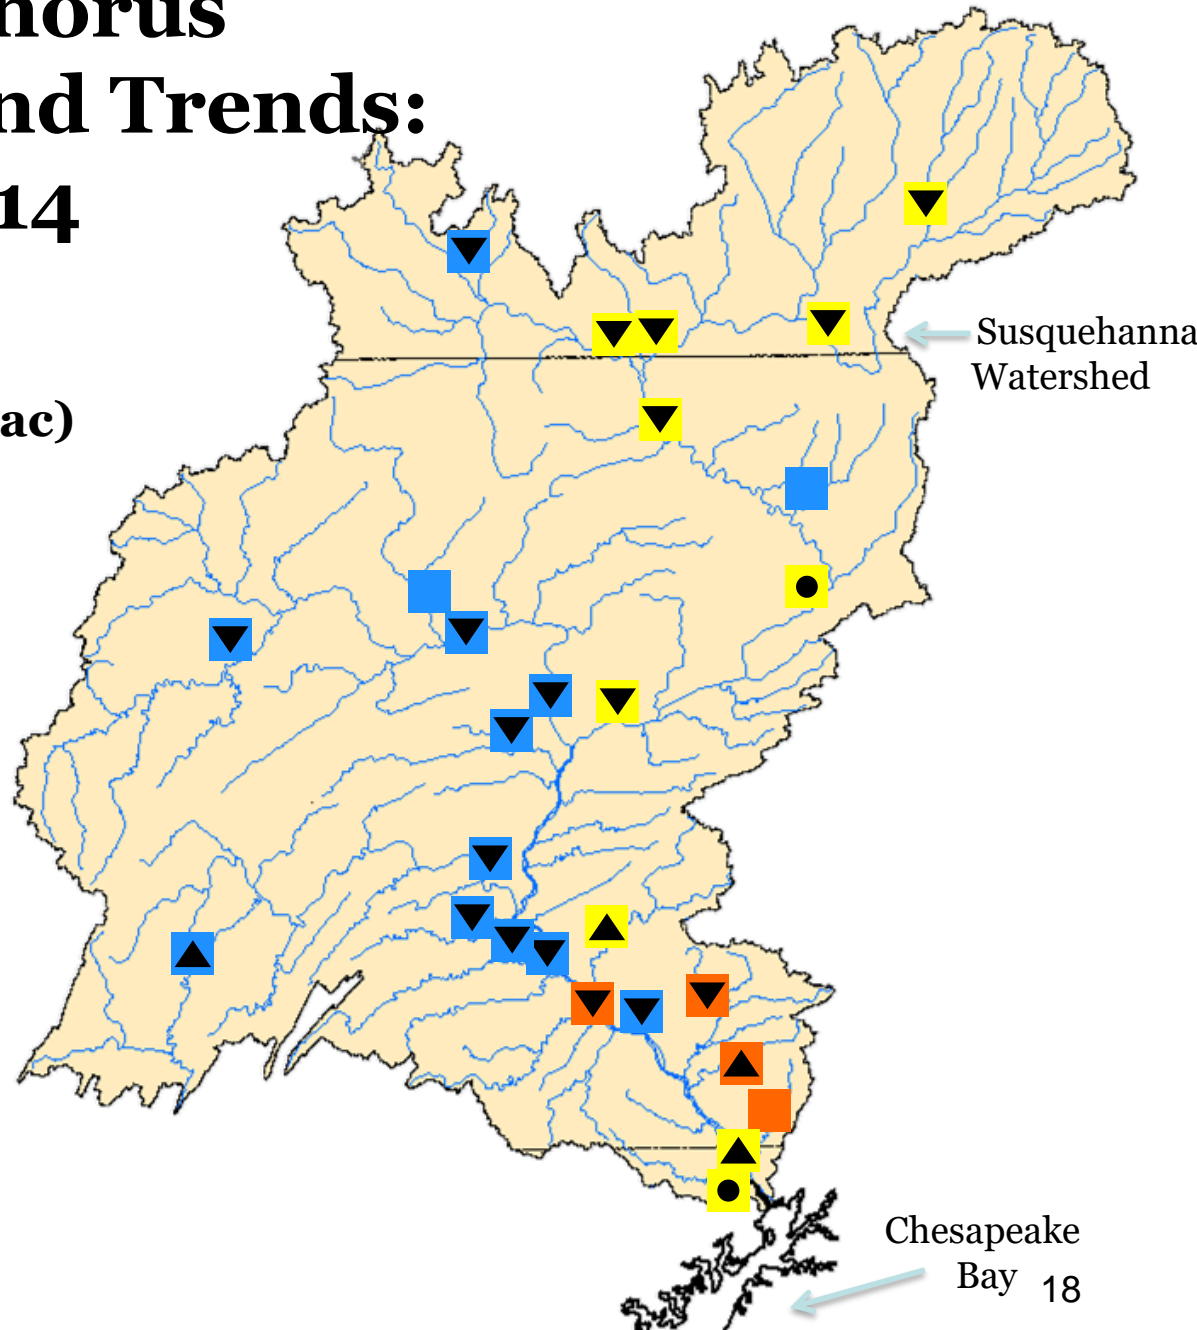 horus
nd Trends:
14
Susquehanna
Watershed
ac)
Chesapeake
Bay
18